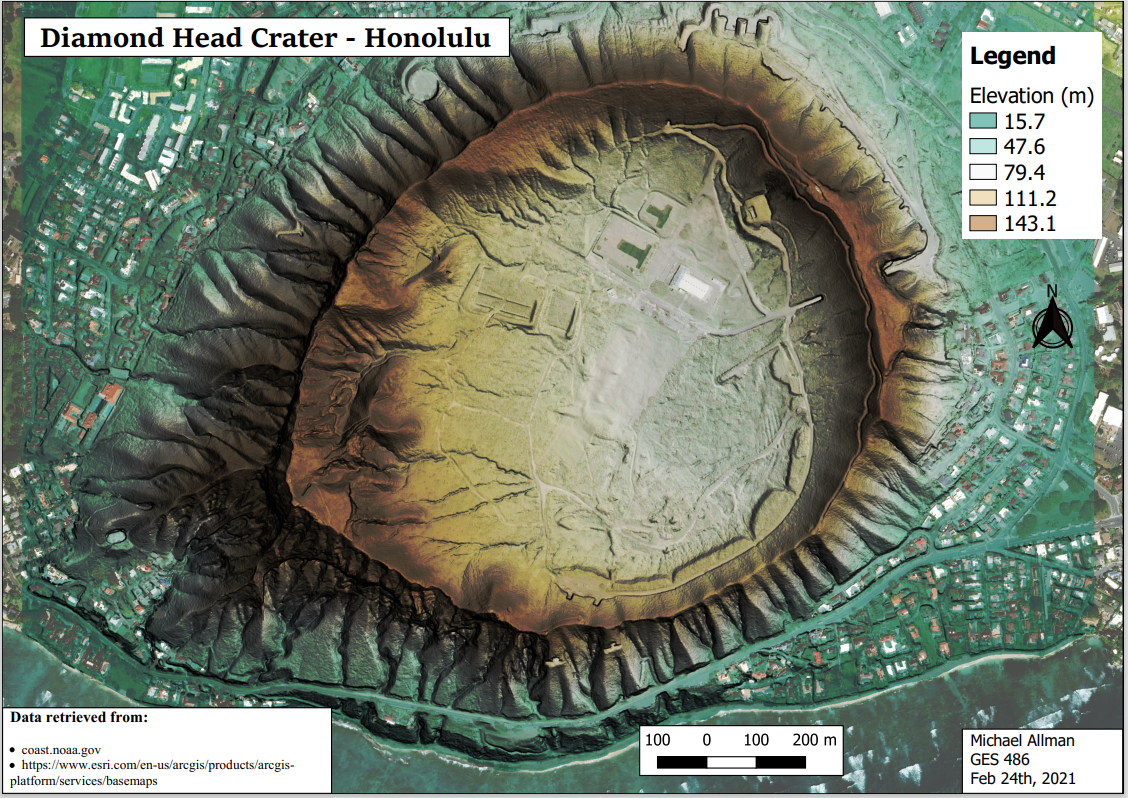 Diamond Head Crater - Honolulu
Legend
Elevation (m)
15.7
47.6
79.4
111.2
143.1
N
Data retrieved from:
• coast.noaa.gov
• https://www.esri.com/en-us/arcgis/products/arcgis-
platform/services/basemaps
100 0 100 200 m
Michael Allman
GES 486
Feb 24th, 2021